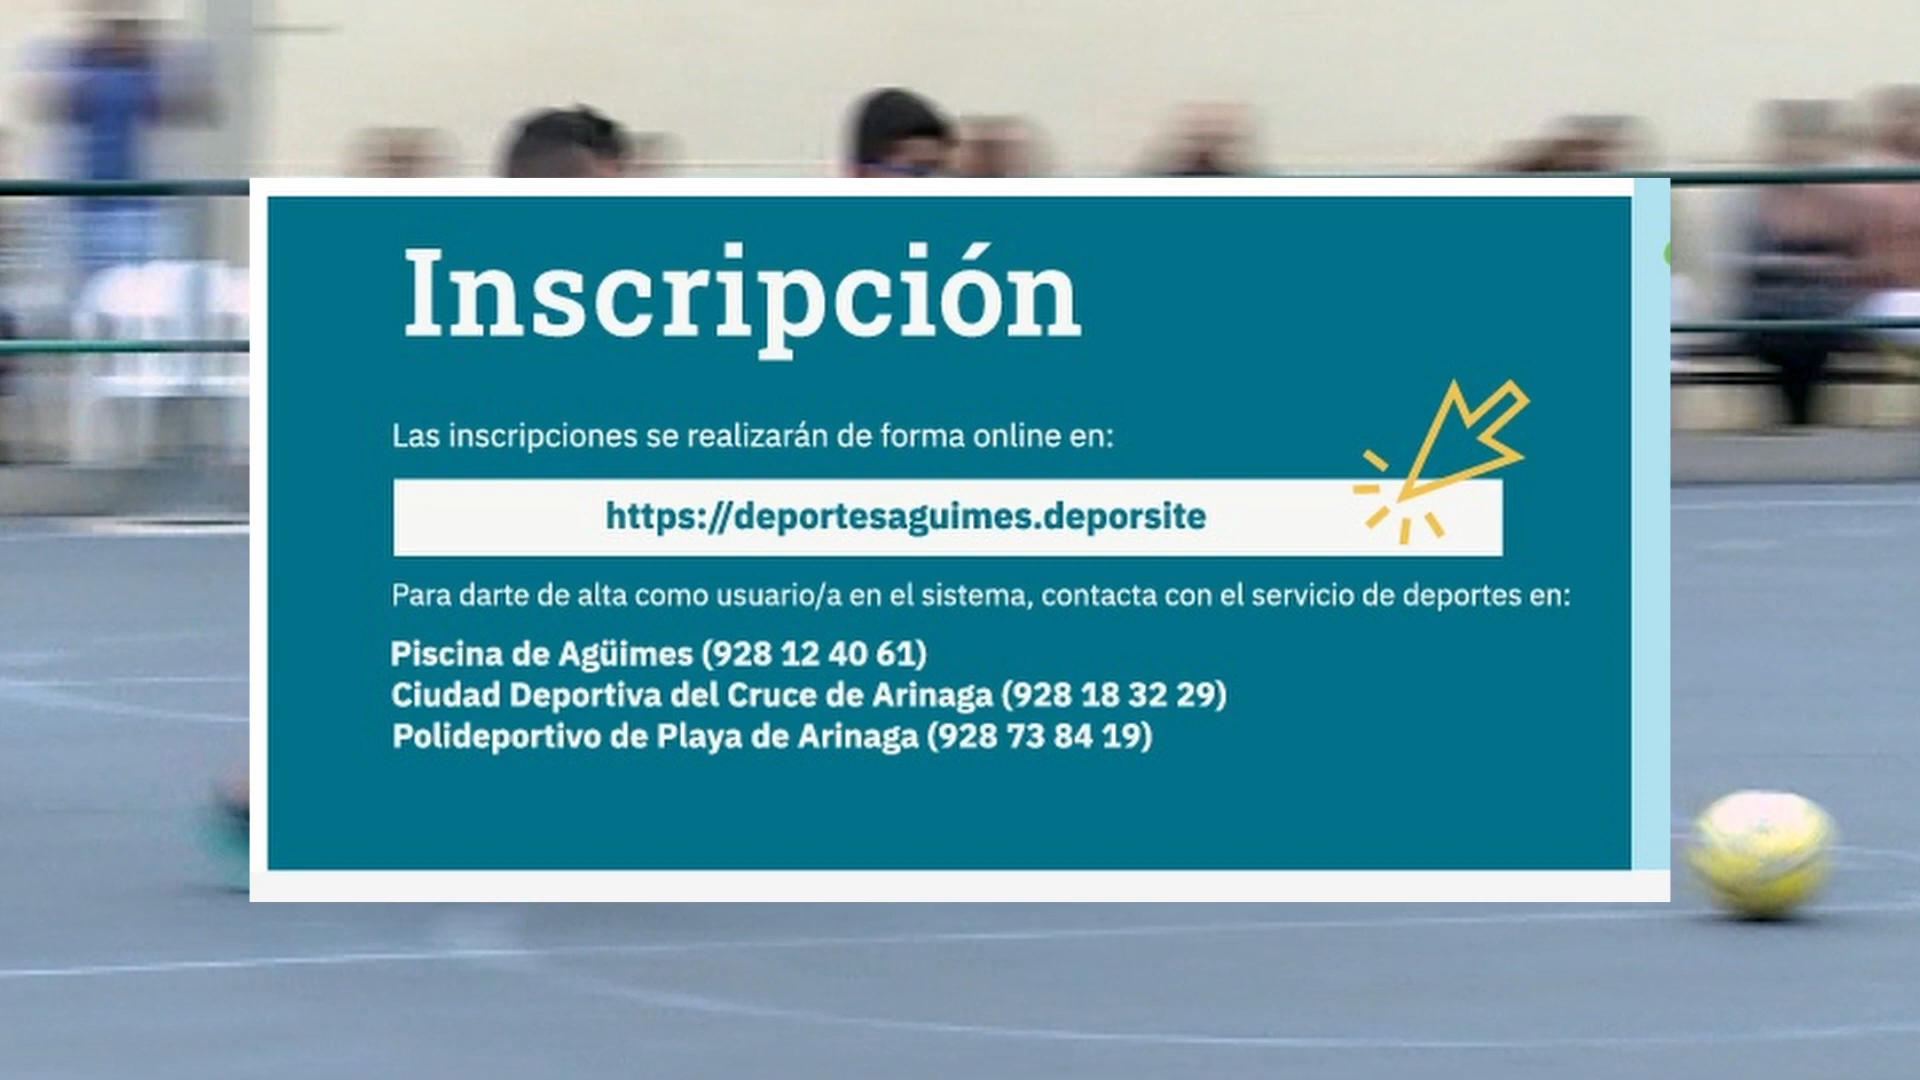 Inscripción
Las inscripciones se realizarán de forma online en:
https://deportesaguimes.deporsite
Para darte de alta como usuario/a en el sistema, contacta con el servicio de deportes en:
Piscina de Agüimes (928 12 40 61)
Ciudad Deportiva del Cruce de Arinaga (928 18 32 29)
Polideportivo de Playa de Arinaga (928 73 84 19)